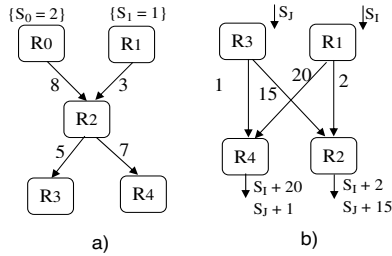 {S0 = 2} {S1 = 1}
R0 R1
8 3
R2
5 7
R3 R4
a)
SJ SI
R3 R1
1 15 20 2
R4 R2
SI + 20 SI + 2
SJ + 1 SJ + 15
b)